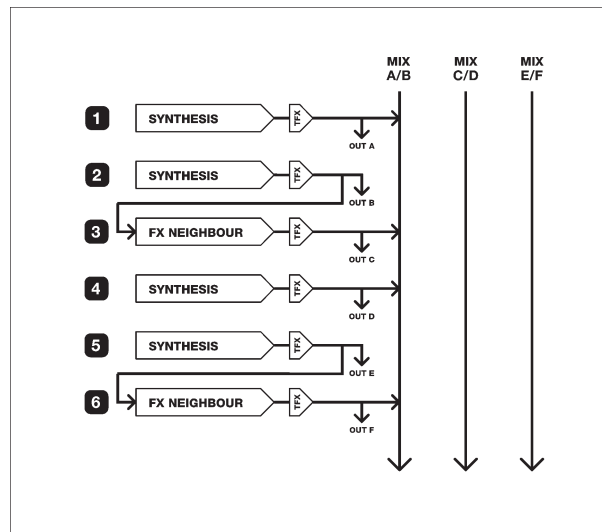 MIX MIX MIX
A/B C/D E/F
1 SYNTHESIS TFX
OUT A
2 SYNTHESIS TFX
OUT B
3 FX NEIGHBOUR TFX
OUT C
4 SYNTHESIS TFX
OUT D
5 SYNTHESIS TFX
OUT E
6 FX NEIGHBOUR TFX
OUT F